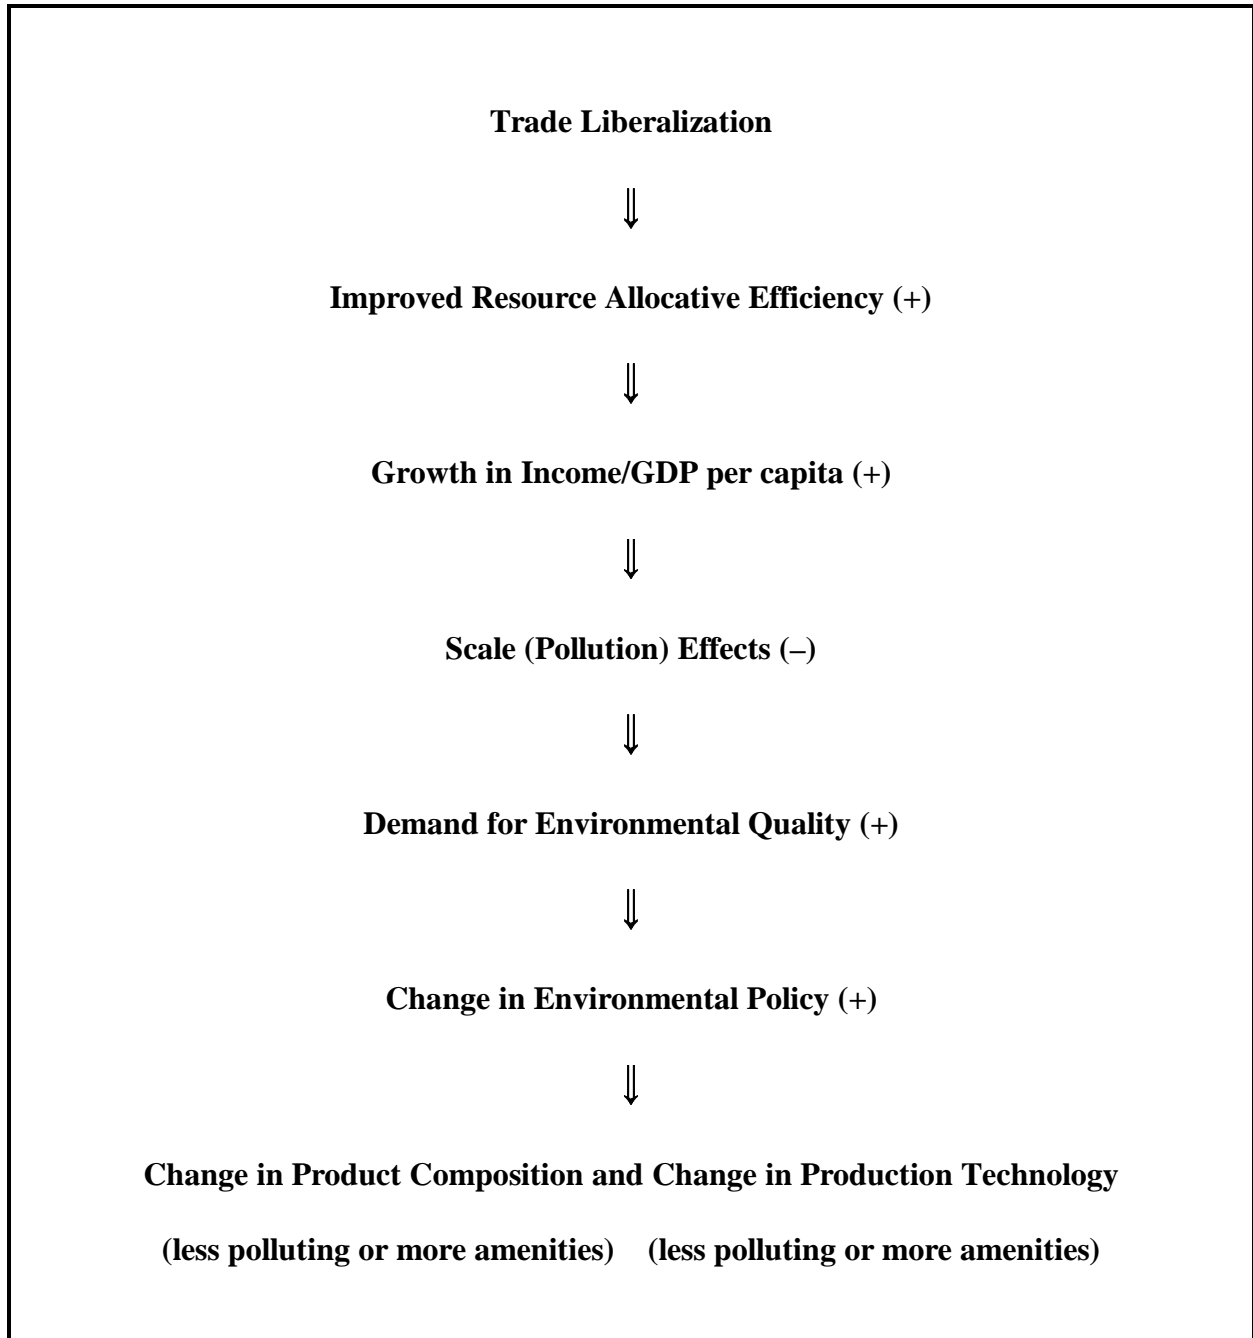 Trade Liberalization
⇓
Improved Resource Allocative Efficiency (+)
⇓
Growth in Income/GDP per capita (+)
⇓
Scale (Pollution) Effects (–)
⇓
Demand for Environmental Quality (+)
⇓
Change in Environmental Policy (+)
⇓
Change in Product Composition and Change in Production Technology
(less polluting or more amenities) (less polluting or more amenities)